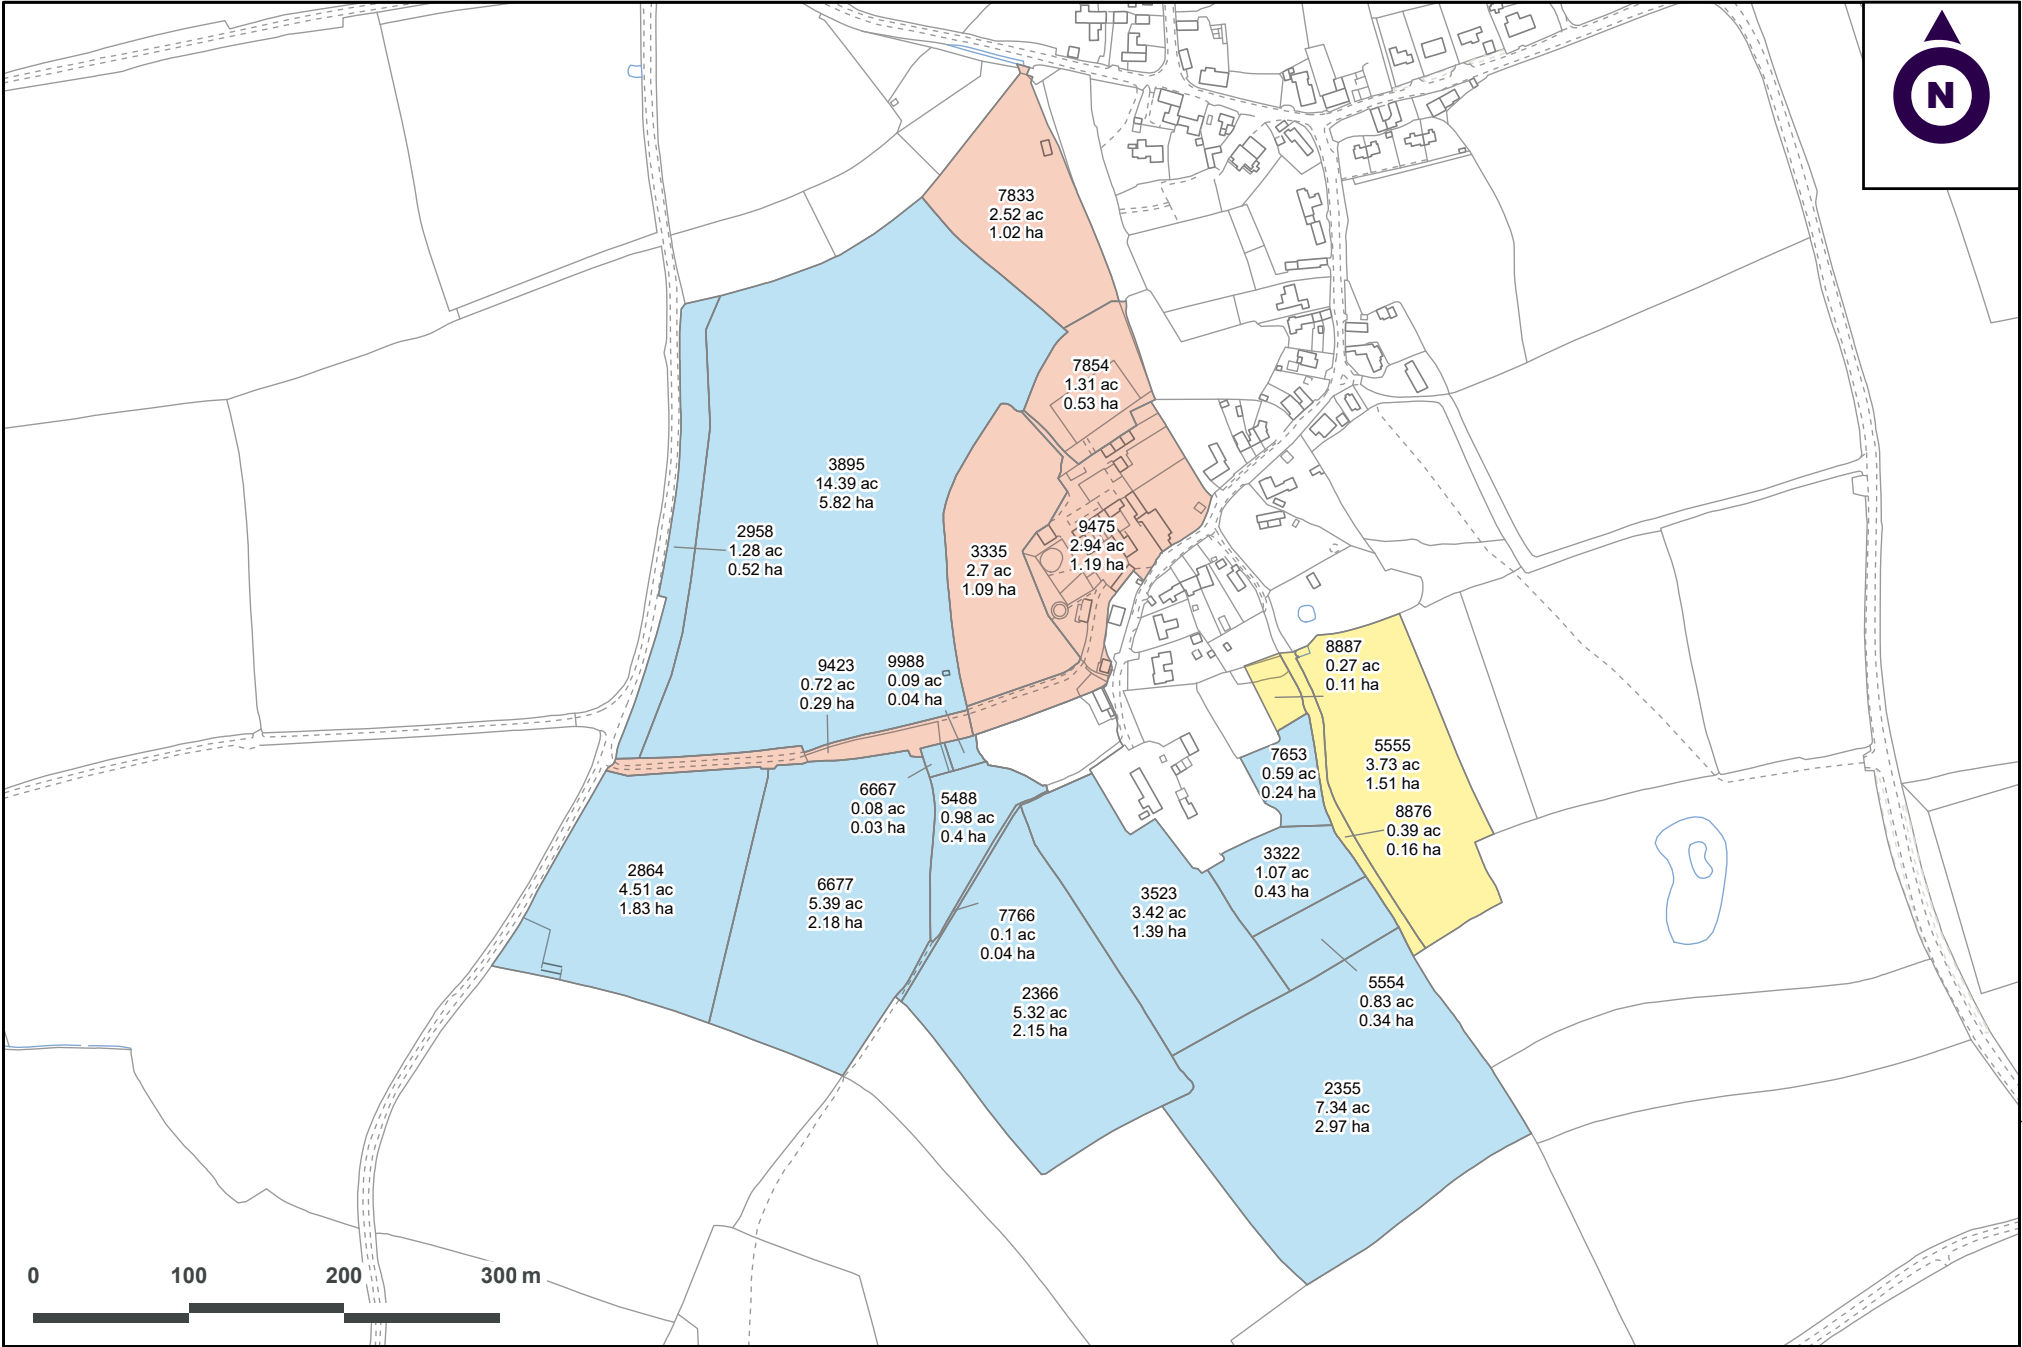 N
7833
2.52 ac
1.02 ha
7854
1.31 ac
0.53 ha
3895
14.39 ac
5.82 ha
2958
1.28 ac
0.52 ha
3335
2.7 ac
1.09 ha
9475
2.94 ac
1.19 ha
9423
0.72 ac
0.29 ha
9988
0.09 ac
0.04 ha
8887
0.27 ac
0.11 ha
5555
3.73 ac
1.51 ha
7653
0.59 ac
0.24 ha
6667
0.08 ac
0.03 ha
5488
0.98 ac
0.4 ha
8876
0.39 ac
0.16 ha
2864
4.51 ac
1.83 ha
6677
5.39 ac
2.18 ha
3322
1.07 ac
0.43 ha
3523
3.42 ac
1.39 ha
7766
0.1 ac
0.04 ha
2366
5.32 ac
2.15 ha
5554
0.83 ac
0.34 ha
2355
7.34 ac
2.97 ha
0 100 200 300 m